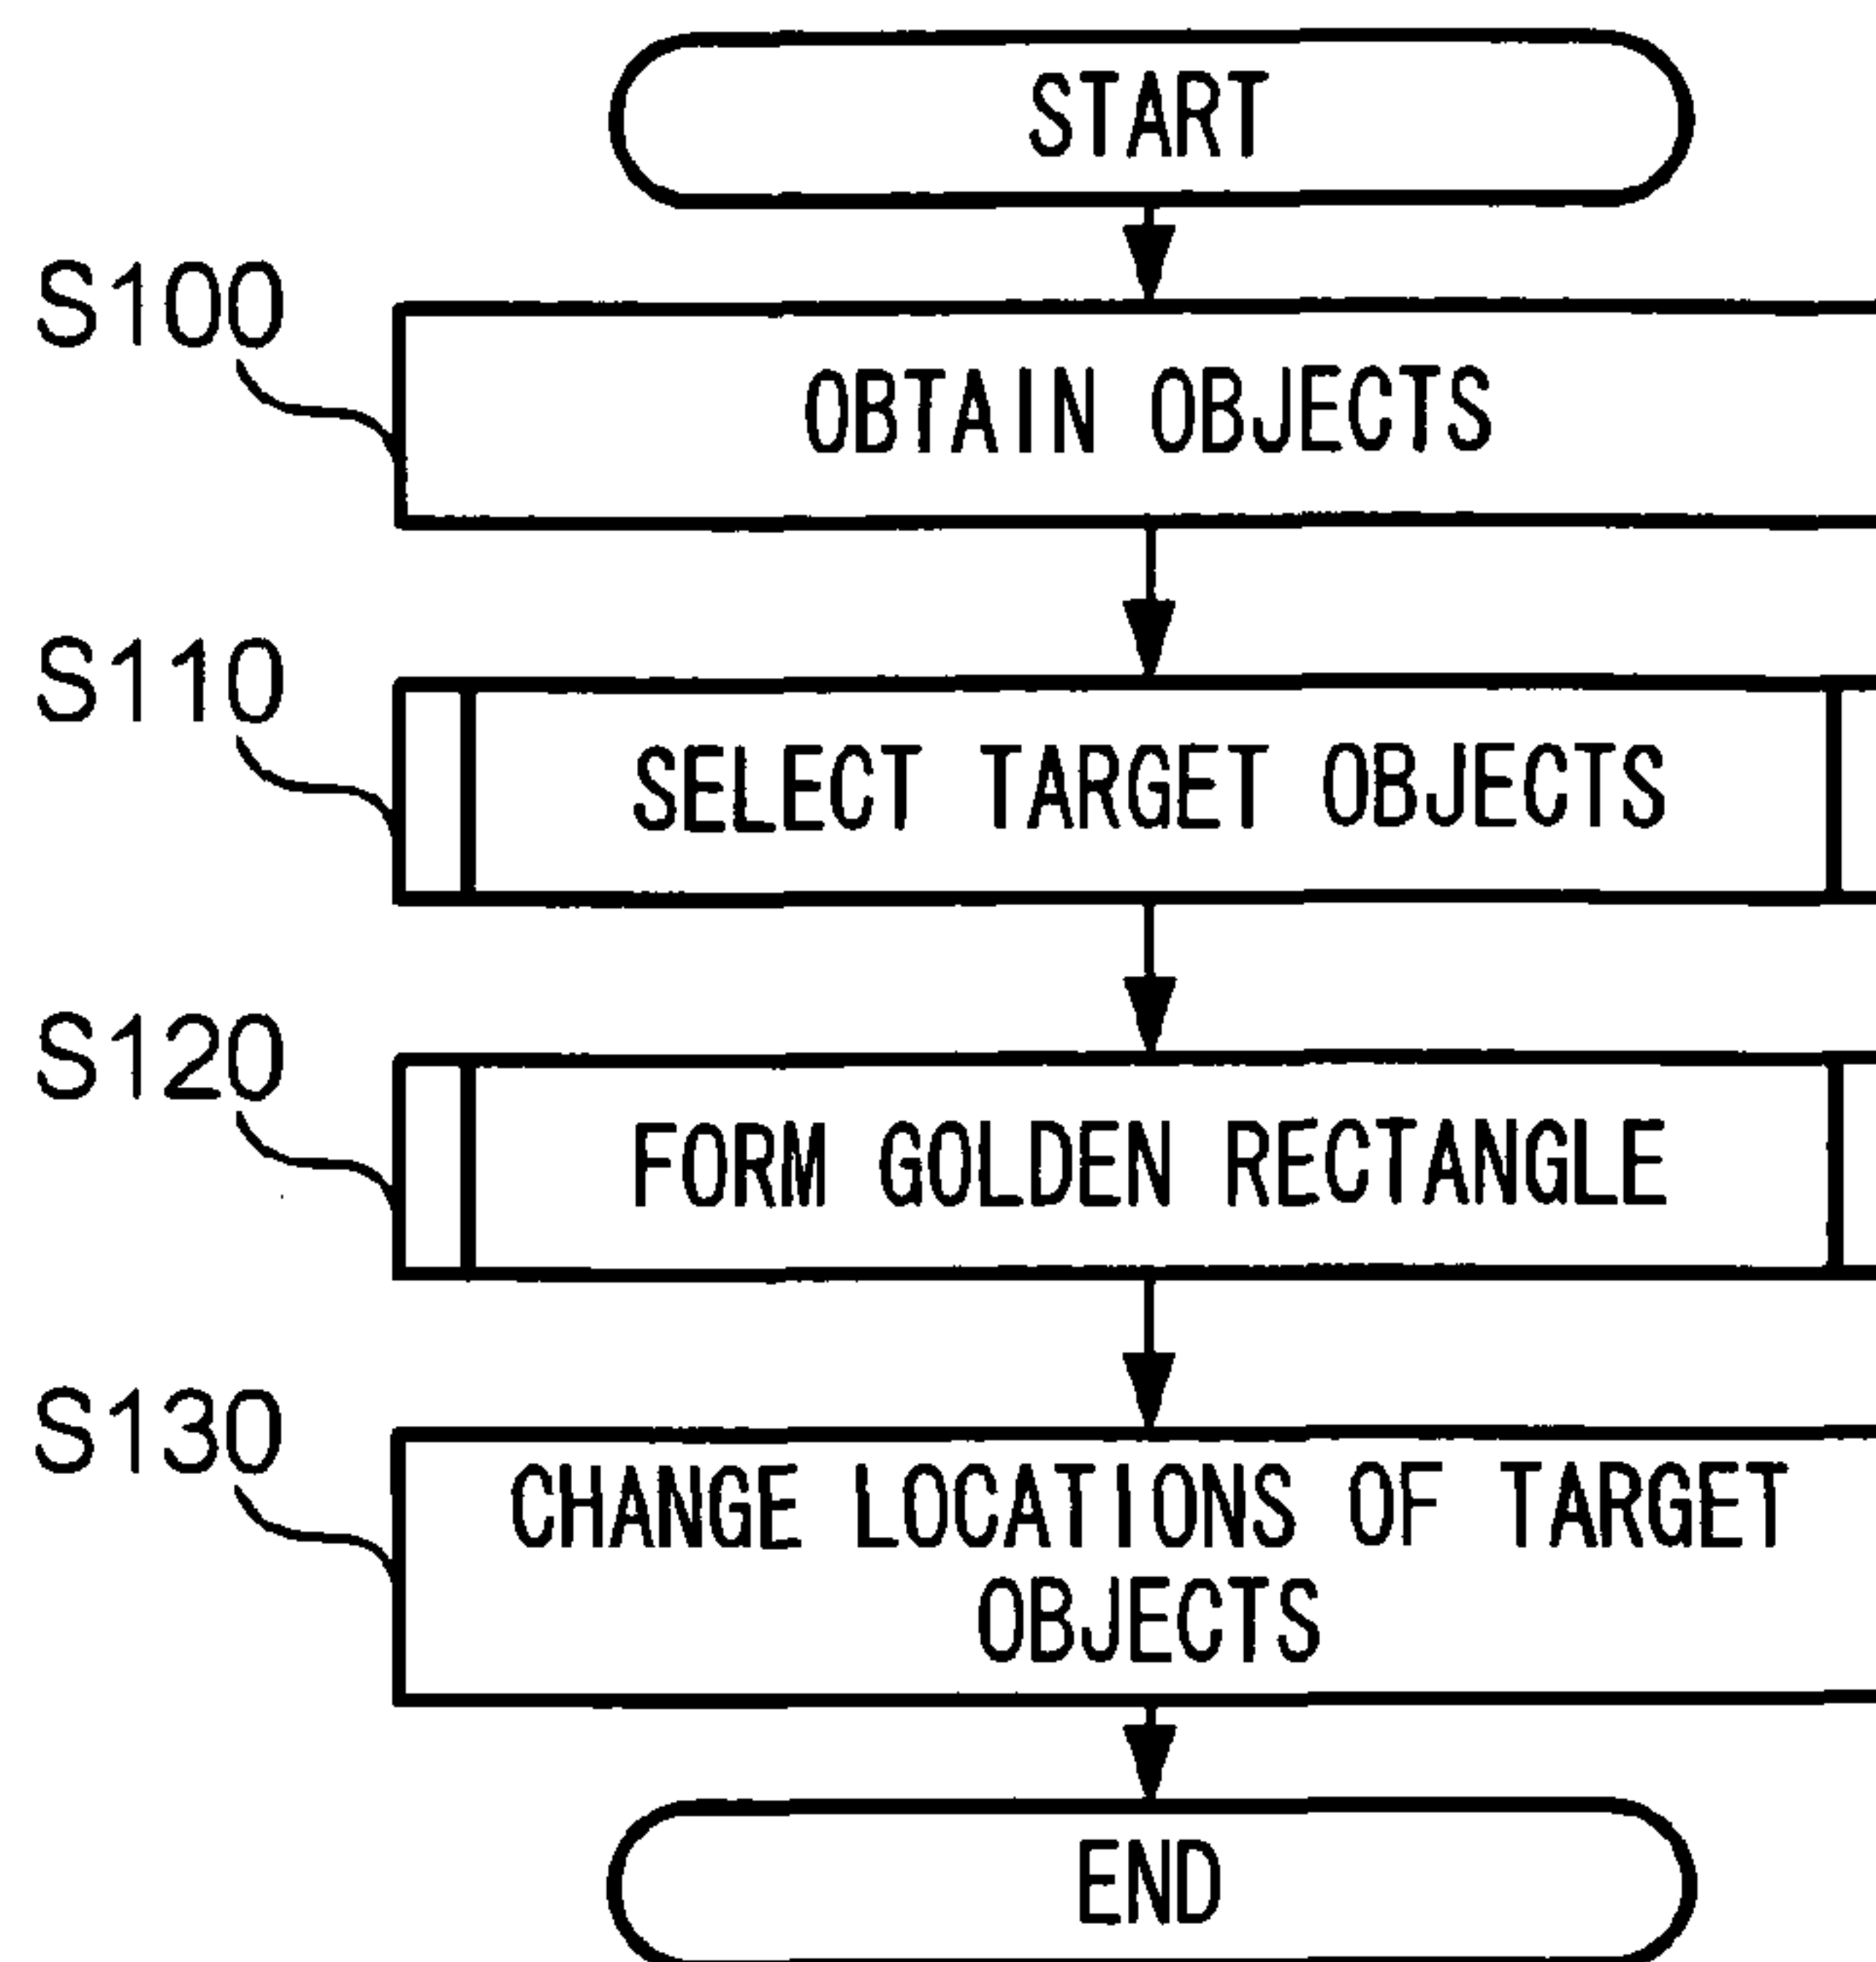 START
S100
OBTAIN OBJECTS
S110
SELECT TARGET OBJECTS
S120
FORM GOLDEN RECTANGLE
S130
CHANGE LOCATIONS OF TARGET
OBJECTS
END